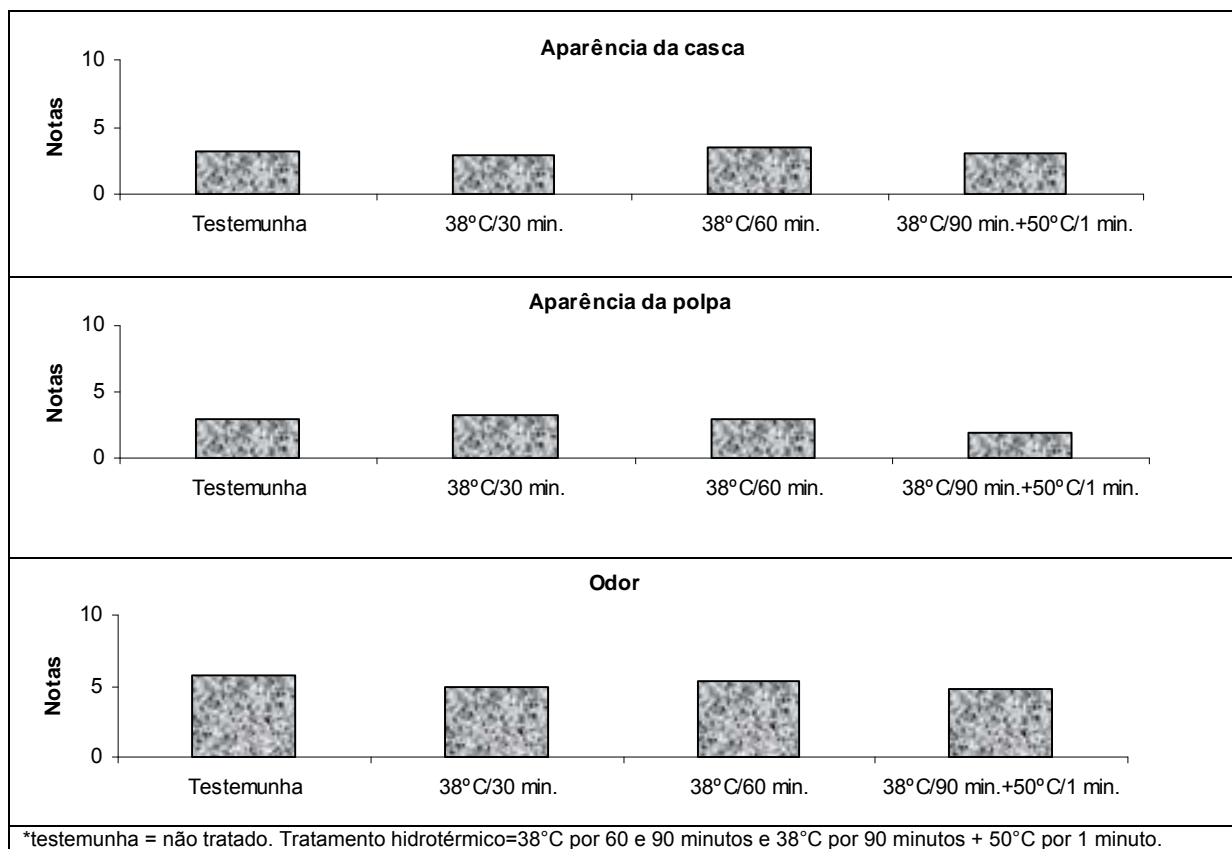 Aparência da casca
10
5
0
Notas
Testemunha 38ºC/30 min. 38ºC/60 min. 38ºC/90 min.+50ºC/1 min.
Aparência da polpa
10
5
0
Notas
Testemunha 38ºC/30 min. 38ºC/60 min. 38ºC/90 min.+50ºC/1 min.
Odor
10
5
0
Notas
Testemunha 38ºC/30 min. 38ºC/60 min. 38ºC/90 min.+50ºC/1 min.
*testemunha = não tratado. Tratamento hidrotérmico=38°C por 60 e 90 minutos e 38°C por 90 minutos + 50°C por 1 minuto.